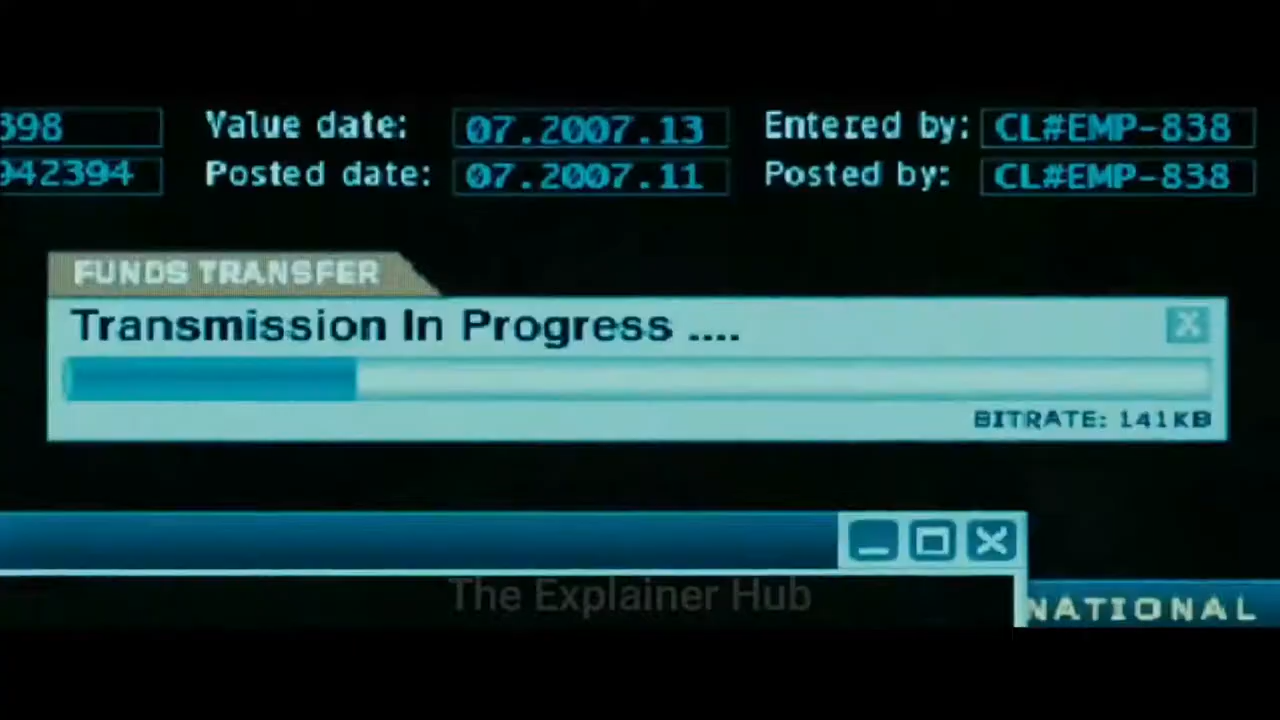 398 Value date: 07.2007.13 Entered by: CL#EMP-838
942394 Posted date: 07.2007.11 Posted by: CL#EMP-838
FUNDS TRANSFER
Transmission In Progress ....
X
BITRATE: 141KB
The Explainer Hub
NATIONAL